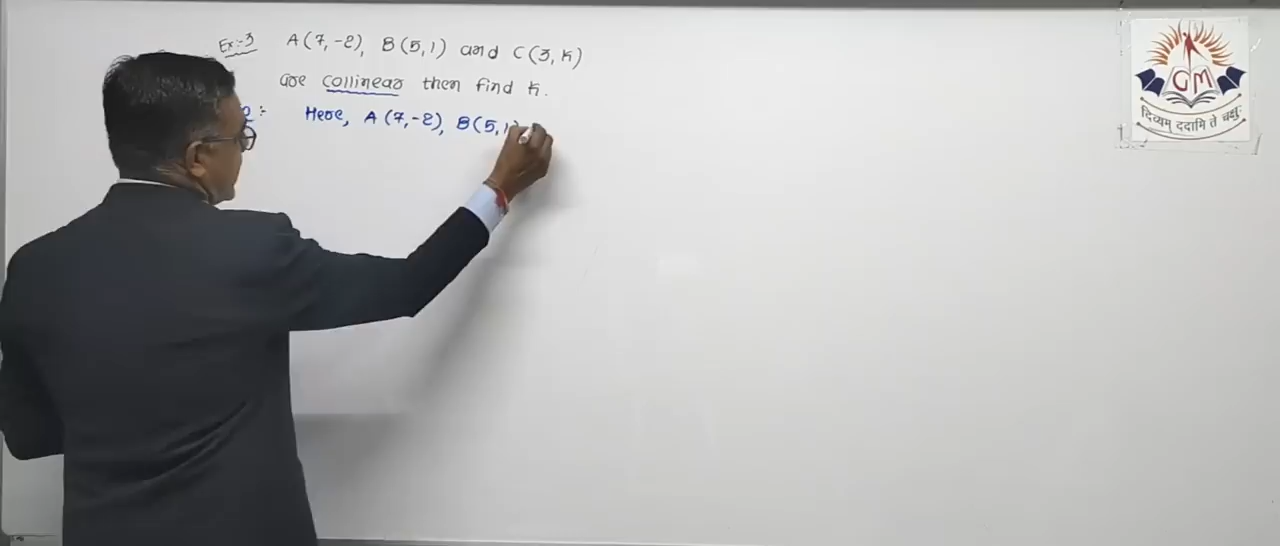 Ex:-3 A(7,-2), B(5,1) and C(3,K)
are collinear then find K.
:- Here, A(7,-2), B(5,1)
GM
दिव्यम् ददामि ते चक्षुः